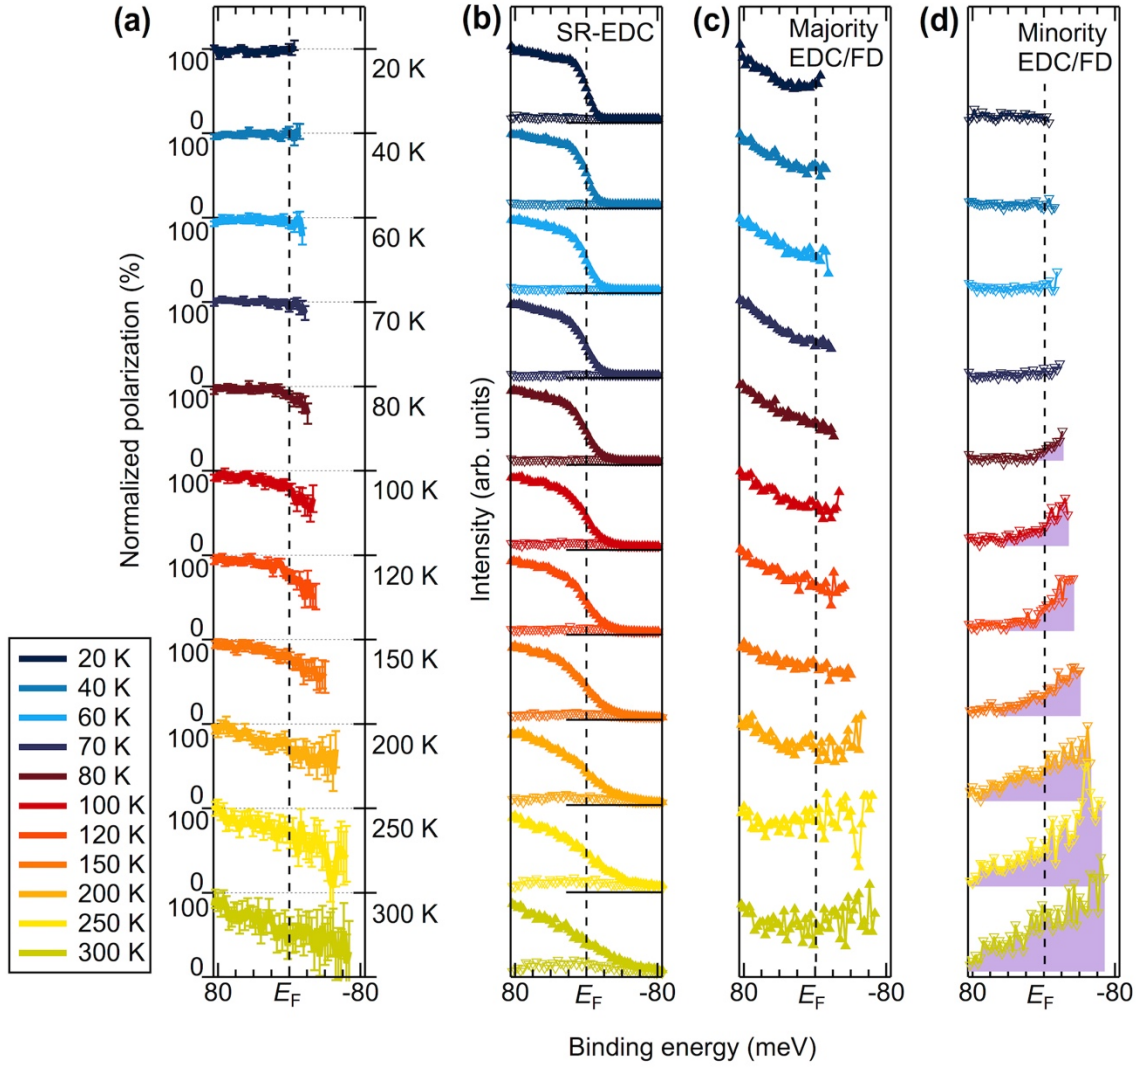 (a)
(b)
SR-EDC
(c)
Majority
EDC/FD
(d)
Minority
EDC/FD
Normalized polarization (%)
100
20 K
0
100
40 K
0
100
60 K
0
100
70 K
0
100
80 K
0
100
100 K
0
100
120 K
0
100
150 K
0
100
200 K
0
100
250 K
0
100
300 K
0
Intensity (arb. units)
20 K
40 K
60 K
70 K
80 K
100 K
120 K
150 K
200 K
250 K
300 K
80 EF -80
80 EF -80
80 EF -80
80 EF -80
Binding energy (meV)